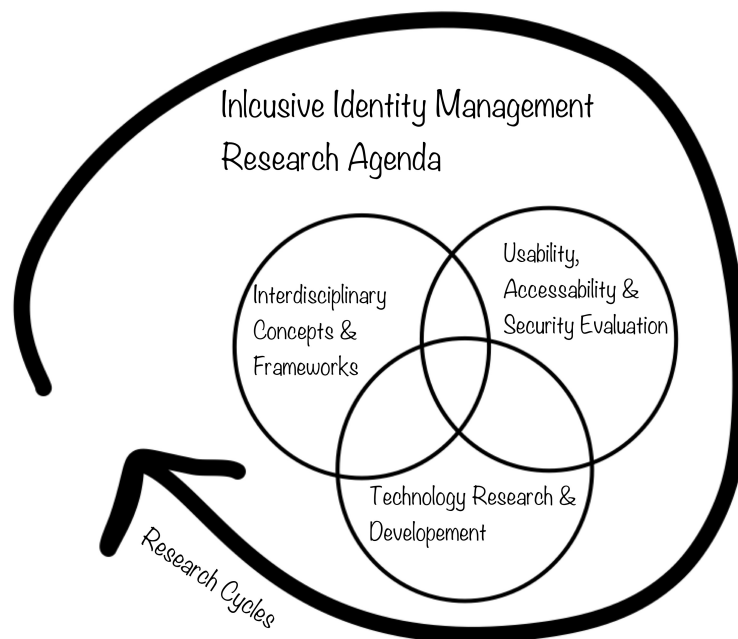 Inlcusive Identity Management
Research Agenda
Interdisciplinary
Concepts &
Frameworks
Usability,
Accessability &
Security Evaluation
Technology Research &
Developement
Research Cycles